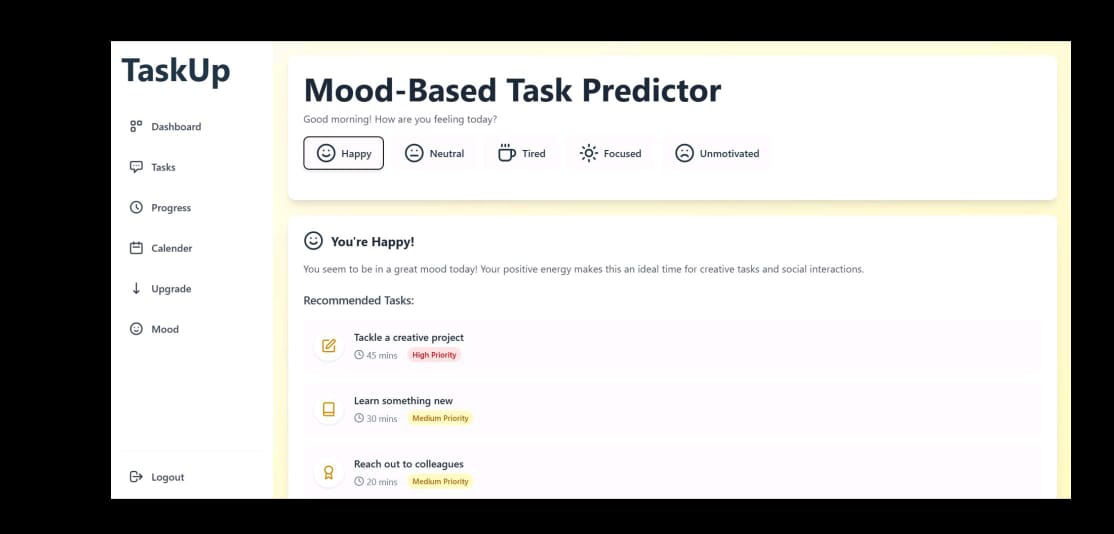 TaskUp
Dashboard
Tasks
Progress
Calender
Upgrade
Mood
Logout
Mood-Based Task Predictor
Good morning! How are you feeling today?
Happy Neutral Tired Focused Unmotivated
You're Happy!
You seem to be in a great mood today! Your positive energy makes this an ideal time for creative tasks and social interactions.
Recommended Tasks:
Tackle a creative project
45 mins High Priority
Learn something new
30 mins Medium Priority
Reach out to colleagues
20 mins Medium Priority